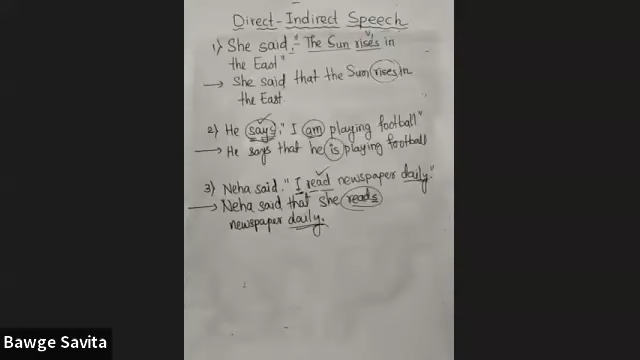 Direct-Indirect Speech
1) She said, "The Sun rises in
the East"
→ She said that the Sun rises in
the East.
2) He says, "I am playing football"
→ He says that he is playing football
3) Neha said, "I read newspaper daily."
→ Neha said that she reads
newspaper daily.
Bawge Savita